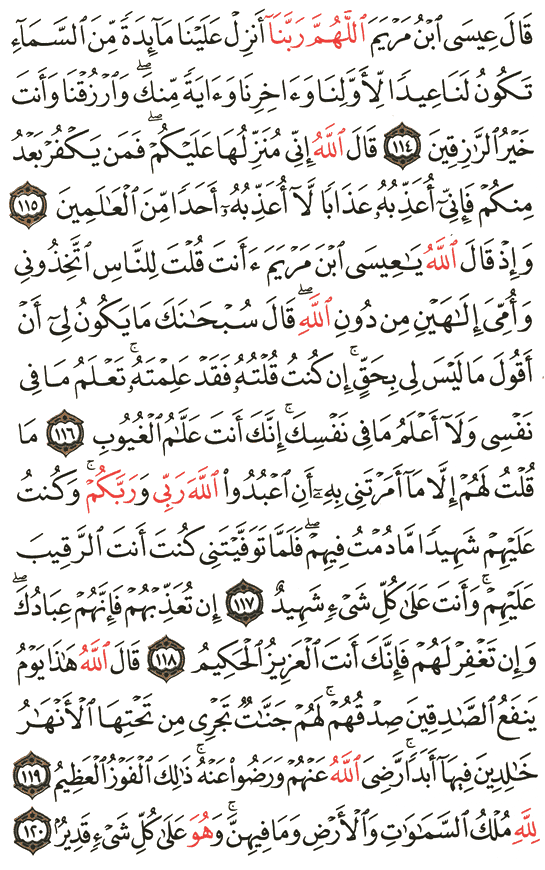 قَالَ عِيسَى ٱبۡنُ مَرۡيَمَ ٱللَّهُمَّ رَبَّنَآ أَنزِلۡ عَلَيۡنَا مَآئِدَةٗ مِّنَ ٱلسَّمَآءِ
تَكُونُ لَنَا عِيدٗا لِّأَوَّلِنَا وَءَاخِرِنَا وَءَايَةٗ مِّنكَۖ وَٱرۡزُقۡنَا وَأَنتَ
خَيۡرُ ٱلرَّٰزِقِينَ ١١٤ قَالَ ٱللَّهُ إِنِّي مُنَزِّلُهَا عَلَيۡكُمۡۖ فَمَن يَكۡفُرۡ بَعۡدُ
مِنكُمۡ فَإِنِّيٓ أُعَذِّبُهُۥ عَذَابٗا لَّآ أُعَذِّبُهُۥٓ أَحَدٗا مِّنَ ٱلۡعَٰلَمِينَ ١١٥
وَإِذۡ قَالَ ٱللَّهُ يَٰعِيسَى ٱبۡنَ مَرۡيَمَ ءَأَنتَ قُلۡتَ لِلنَّاسِ ٱتَّخِذُونِي
وَأُمِّيَ إِلَٰهَيۡنِ مِن دُونِ ٱللَّهِۖ قَالَ سُبۡحَٰنَكَ مَا يَكُونُ لِيٓ أَنۡ
أَقُولَ مَا لَيۡسَ لِي بِحَقٍّۚ إِن كُنتُ قُلۡتُهُۥ فَقَدۡ عَلِمۡتَهُۥۚ تَعۡلَمُ مَا فِي
نَفۡسِي وَلَآ أَعۡلَمُ مَا فِي نَفۡسِكَۚ إِنَّكَ أَنتَ عَلَّٰمُ ٱلۡغُيُوبِ ١١٦ مَا
قُلۡتُ لَهُمۡ إِلَّا مَآ أَمَرۡتَنِي بِهِۦٓ أَنِ ٱعۡبُدُواْ ٱللَّهَ رَبِّي وَرَبَّكُمۡۚ وَكُنتُ
عَلَيۡهِمۡ شَهِيدٗا مَّا دُمۡتُ فِيهِمۡۖ فَلَمَّا تَوَفَّيۡتَنِي كُنتَ أَنتَ ٱلرَّقِيبَ
عَلَيۡهِمۡۚ وَأَنتَ عَلَىٰ كُلِّ شَيۡءٖ شَهِيدٌ ١١٧ إِن تُعَذِّبۡهُمۡ فَإِنَّهُمۡ عِبَادُكَۖ
وَإِن تَغۡفِرۡ لَهُمۡ فَإِنَّكَ أَنتَ ٱلۡعَزِيزُ ٱلۡحَكِيمُ ١١٨ قَالَ ٱللَّهُ هَٰذَا يَوۡمُ
يَنفَعُ ٱلصَّٰدِقِينَ صِدۡقُهُمۡۚ لَهُمۡ جَنَّٰتٞ تَجۡرِي مِن تَحۡتِهَا ٱلۡأَنۡهَٰرُ
خَٰلِدِينَ فِيهَآ أَبَدٗاۚ رَّضِيَ ٱللَّهُ عَنۡهُمۡ وَرَضُواْ عَنۡهُۚ ذَٰلِكَ ٱلۡفَوۡزُ ٱلۡعَظِيمُ ١١٩
لِلَّهِ مُلۡكُ ٱلسَّمَٰوَٰتِ وَٱلۡأَرۡضِ وَمَا فِيهِنَّۚ وَهُوَ عَلَىٰ كُلِّ شَيۡءٖ قَدِيرُۢ ١٢٠